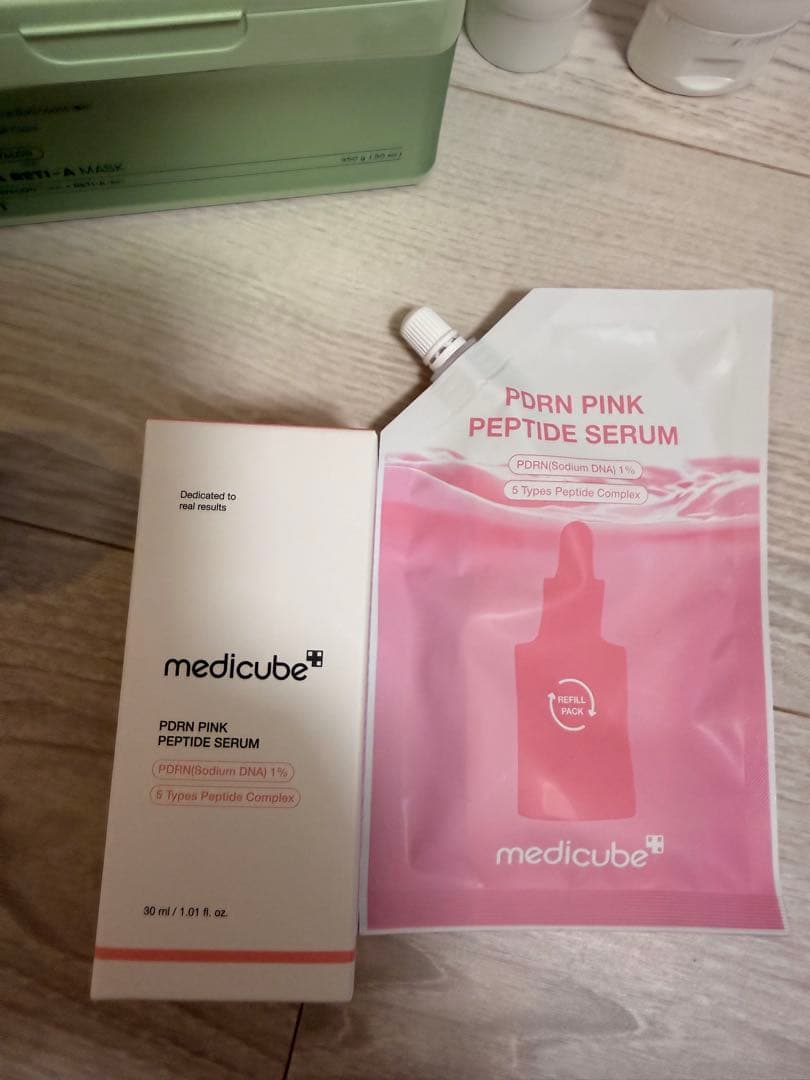 RETI-A MASK
350 g (
Dedicated to
real results
medicube
PDRN PINK
PEPTIDE SERUM
PDRN(Sodium DNA) 1%
5 Types Peptide Complex
30 ml / 1.01 fl. oz.
PDRN PINK
PEPTIDE SERUM
PDRN(Sodium DNA) 1%
5 Types Peptide Complex
REFILL
PACK
medicube